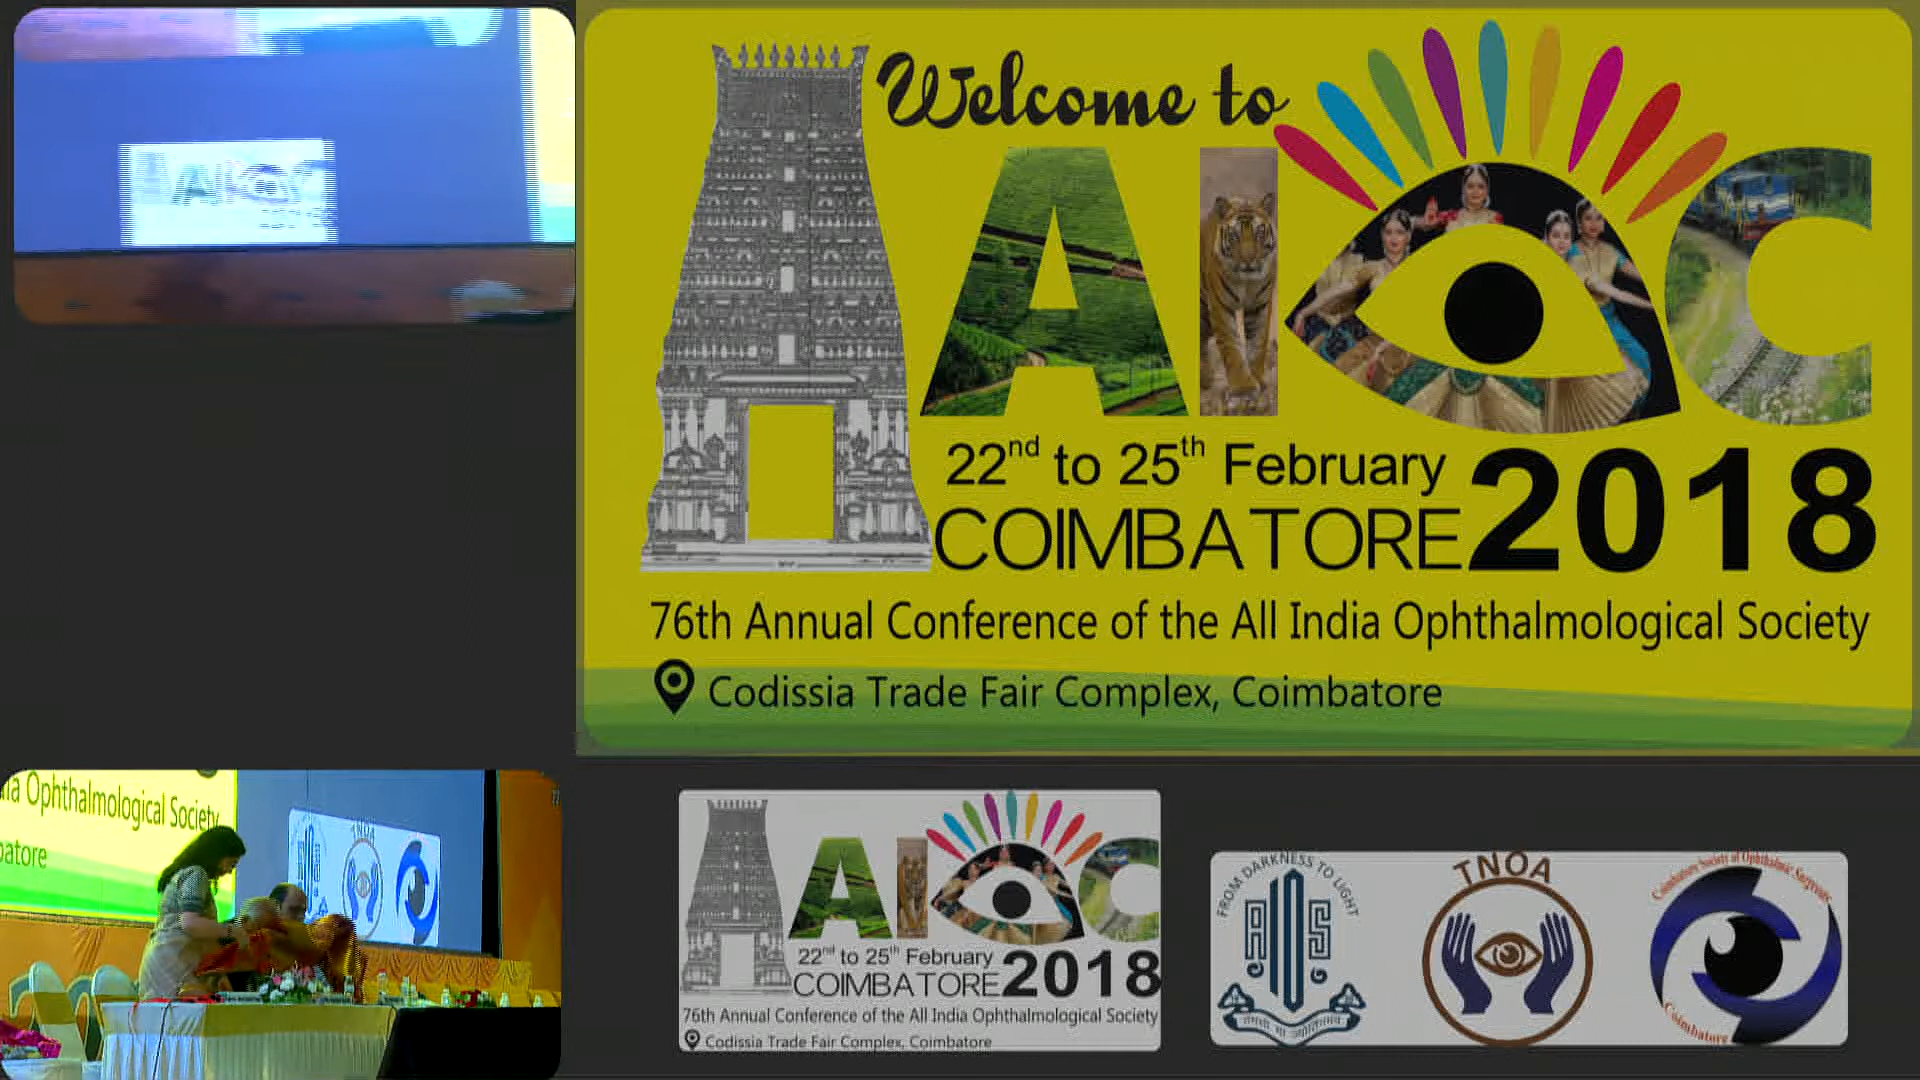 Welcome to
AIOC
22nd to 25th February
COIMBATORE 2018
76th Annual Conference of the All India Ophthalmological Society
Codissia Trade Fair Complex, Coimbatore
Ophthalmological Society
AIOC
22nd to 25th February
COIMBATORE 2018
76th Annual Conference of the All India Ophthalmological Society
Codissia Trade Fair Complex, Coimbatore
FROM DARKNESS TO LIGHT
AIOS
तमसो मा ज्योतिर्गमय
TNOA
Coimbatore Society of Ophthalmic Surgeons
Coimbatore
TNOA